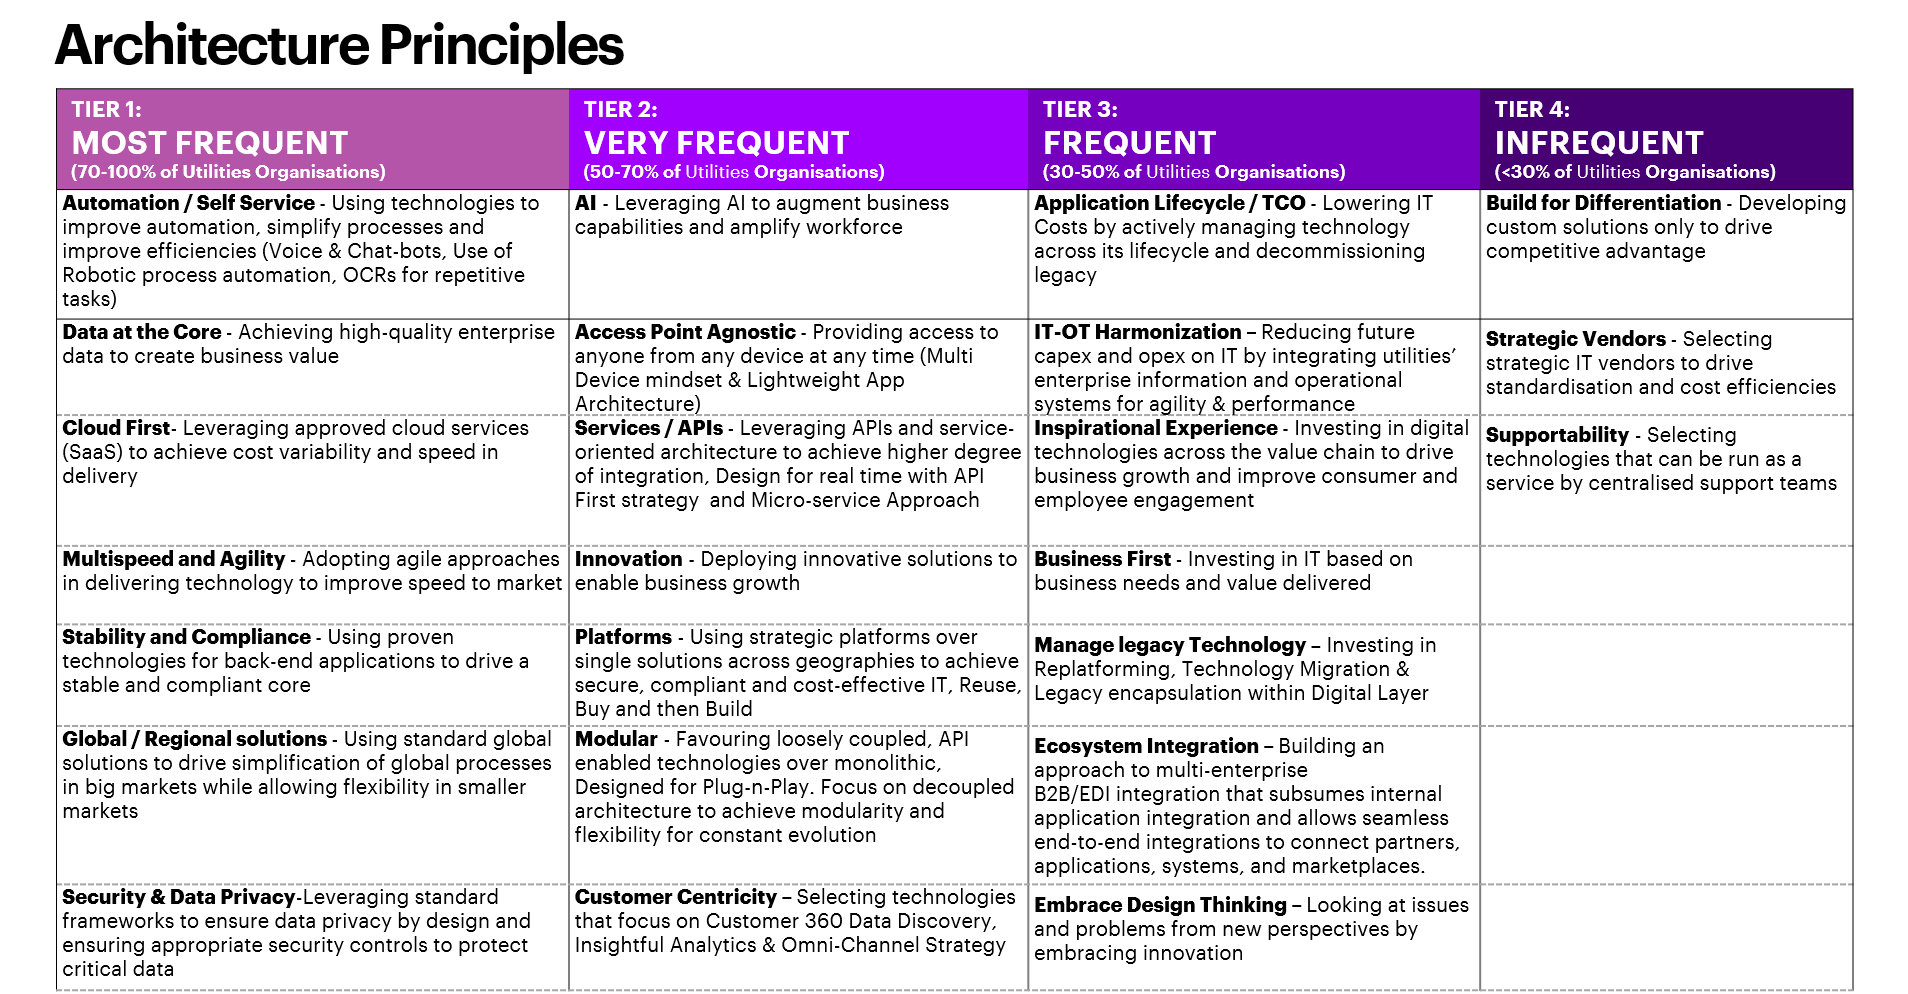 Architecture Principles
TIER 1:
MOST FREQUENT
(70-100% of Utilities Organisations)
TIER 2:
VERY FREQUENT
(50-70% of Utilities Organisations)
TIER 3:
FREQUENT
(30-50% of Utilities Organisations)
TIER 4:
INFREQUENT
(<30% of Utilities Organisations)
Automation / Self Service - Using technologies to
improve automation, simplify processes and
improve efficiencies (Voice & Chat-bots, Use of
Robotic process automation, OCRs for repetitive
tasks)
AI - Leveraging AI to augment business
capabilities and amplify workforce
Application Lifecycle / TCO - Lowering IT
Costs by actively managing technology
across its lifecycle and decommissioning
legacy
Build for Differentiation - Developing
custom solutions only to drive
competitive advantage
Data at the Core - Achieving high-quality enterprise
data to create business value
Access Point Agnostic - Providing access to
anyone from any device at any time (Multi
Device mindset & Lightweight App
Architecture)
IT-OT Harmonization – Reducing future
capex and opex on IT by integrating utilities’
enterprise information and operational
systems for agility & performance
Strategic Vendors - Selecting
strategic IT vendors to drive
standardisation and cost efficiencies
Cloud First- Leveraging approved cloud services
(SaaS) to achieve cost variability and speed in
delivery
Services / APIs - Leveraging APIs and service-
oriented architecture to achieve higher degree
of integration, Design for real time with API
First strategy  and Micro-service Approach
Inspirational Experience - Investing in digital
technologies across the value chain to drive
business growth and improve consumer and
employee engagement
Supportability - Selecting
technologies that can be run as a
service by centralised support teams
Multispeed and Agility - Adopting agile approaches
in delivering technology to improve speed to market
Innovation - Deploying innovative solutions to
enable business growth
Business First - Investing in IT based on
business needs and value delivered
Stability and Compliance - Using proven
technologies for back-end applications to drive a
stable and compliant core
Platforms - Using strategic platforms over
single solutions across geographies to achieve
secure, compliant and cost-effective IT, Reuse,
Buy and then Build
Manage legacy Technology – Investing in
Replatforming, Technology Migration &
Legacy encapsulation within Digital Layer
Global / Regional solutions - Using standard global
solutions to drive simplification of global processes
in big markets while allowing flexibility in smaller
markets
Modular - Favouring loosely coupled, API
enabled technologies over monolithic,
Designed for Plug-n-Play. Focus on decoupled
architecture to achieve modularity and
flexibility for constant evolution
Ecosystem Integration – Building an
approach to multi-enterprise
B2B/EDI integration that subsumes internal
application integration and allows seamless
end-to-end integrations to connect partners,
applications, systems, and marketplaces.
Security & Data Privacy-Leveraging standard
frameworks to ensure data privacy by design and
ensuring appropriate security controls to protect
critical data
Customer Centricity – Selecting technologies
that focus on Customer 360 Data Discovery,
Insightful Analytics & Omni-Channel Strategy
Embrace Design Thinking – Looking at issues
and problems from new perspectives by
embracing innovation